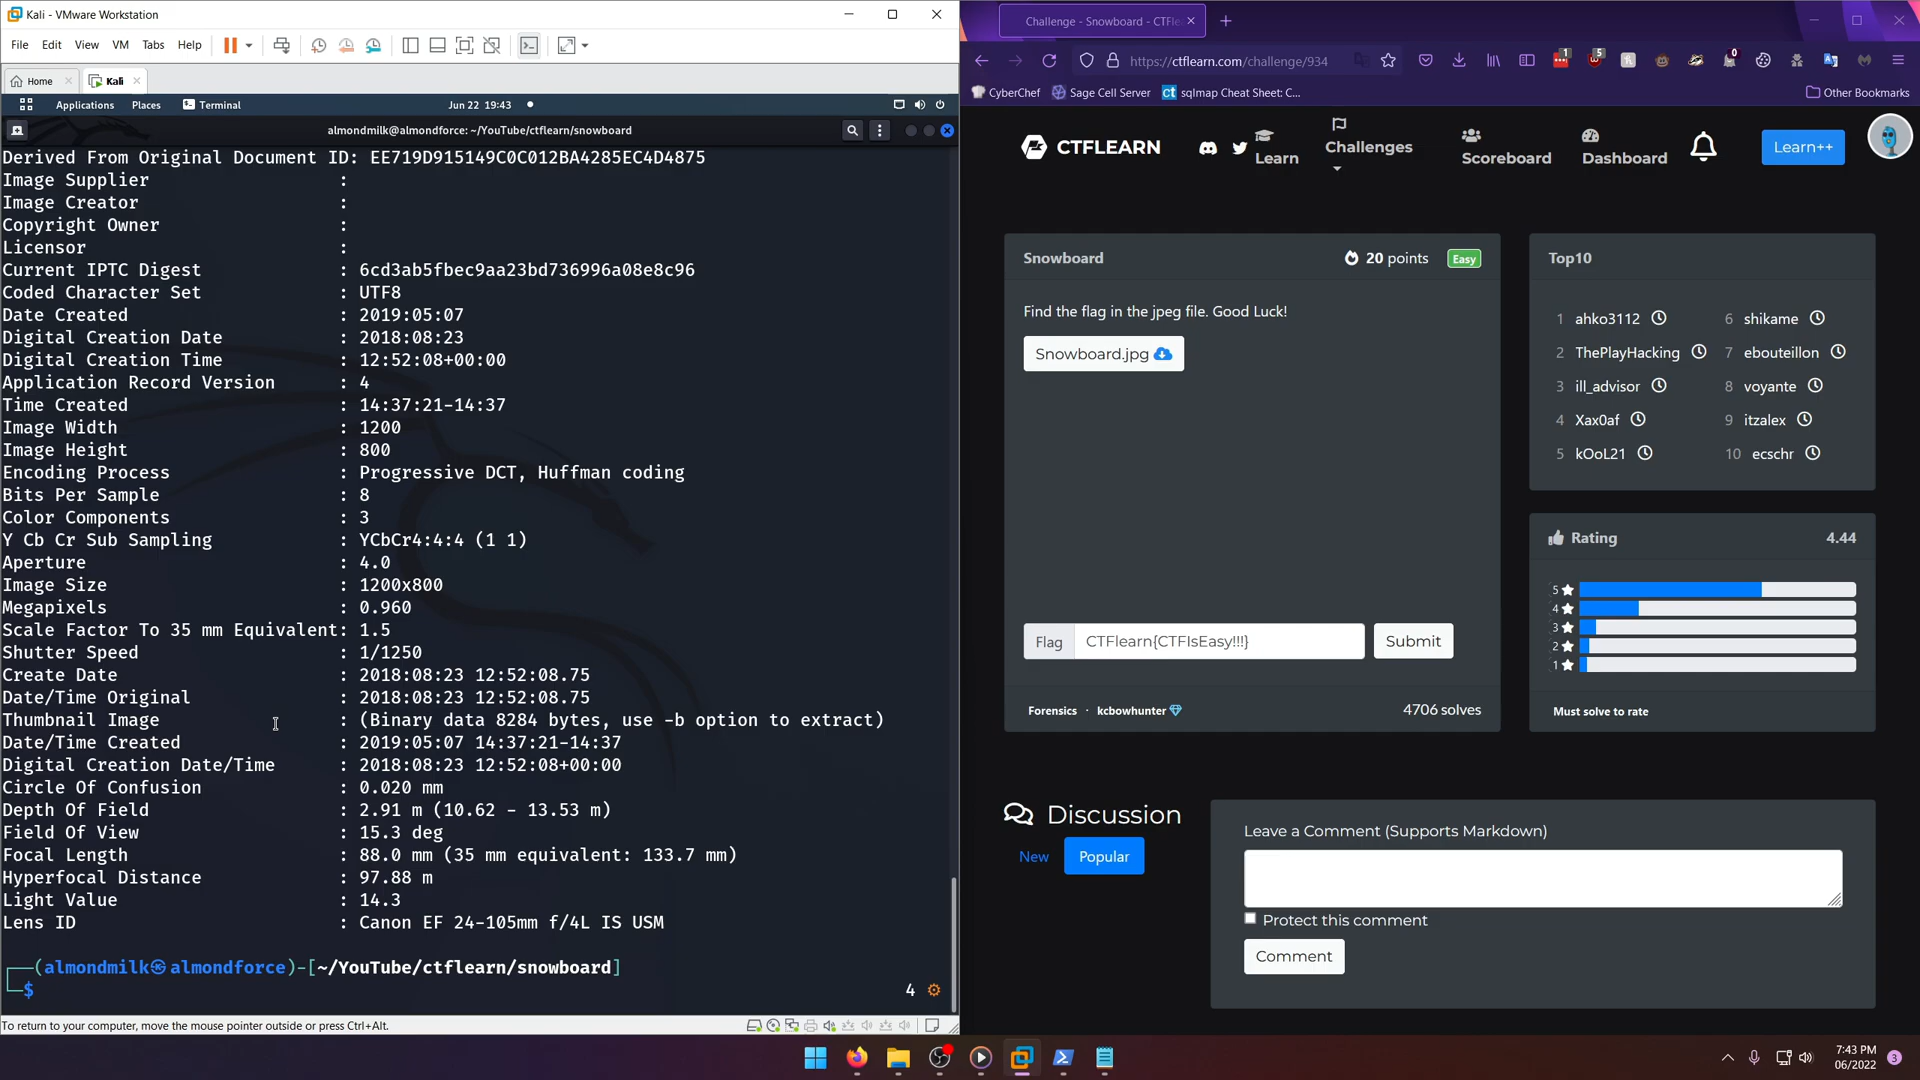 Kali - VMware Workstation
File Edit View VM Tabs Help
Home Kali
Applications Places Terminal Jun 22 19:43
almondmilk@almondforce: ~/YouTube/ctflearn/snowboard
Derived From Original Document ID: EE719D915149C0C012BA4285EC4D4875
Image Supplier :
Image Creator :
Copyright Owner :
Licensor :
Current IPTC Digest : 6cd3ab5fbec9aa23bd736996a08e8c96
Coded Character Set : UTF8
Date Created : 2019:05:07
Digital Creation Date : 2018:08:23
Digital Creation Time : 12:52:08+00:00
Application Record Version : 4
Time Created : 14:37:21-14:37
Image Width : 1200
Image Height : 800
Encoding Process : Progressive DCT, Huffman coding
Bits Per Sample : 8
Color Components : 3
Y Cb Cr Sub Sampling : YCbCr4:4:4 (1 1)
Aperture : 4.0
Image Size : 1200x800
Megapixels : 0.960
Scale Factor To 35 mm Equivalent: 1.5
Shutter Speed : 1/1250
Create Date : 2018:08:23 12:52:08.75
Date/Time Original : 2018:08:23 12:52:08.75
Thumbnail Image : (Binary data 8284 bytes, use -b option to extract)
Date/Time Created : 2019:05:07 14:37:21-14:37
Digital Creation Date/Time : 2018:08:23 12:52:08+00:00
Circle Of Confusion : 0.020 mm
Depth Of Field : 2.91 m (10.62 - 13.53 m)
Field Of View : 15.3 deg
Focal Length : 88.0 mm (35 mm equivalent: 133.7 mm)
Hyperfocal Distance : 97.88 m
Light Value : 14.3
Lens ID : Canon EF 24-105mm f/4L IS USM
(almondmilk㉿almondforce)-[~/YouTube/ctflearn/snowboard]
$ 4
To return to your computer, move the mouse pointer outside or press Ctrl+Alt.
Challenge - Snowboard - CTFle
https://ctflearn.com/challenge/934 1 5 0
CyberChef Sage Cell Server ct sqlmap Cheat Sheet: C... Other Bookmarks
CTFLEARN Learn Challenges Scoreboard Dashboard Learn++
Snowboard 20 points Easy
Find the flag in the jpeg file. Good Luck!
Snowboard.jpg
Flag CTFlearn{CTFIsEasy!!!} Submit
Forensics · kcbowhunter 4706 solves
Top10
1 ahko3112 6 shikame
2 ThePlayHacking 7 ebouteillon
3 ill_advisor 8 voyante
4 Xax0af 9 itzalex
5 kOoL21 10 ecschr
Rating 4.44
5
4
3
2
1
Must solve to rate
Discussion
New Popular
Leave a Comment (Supports Markdown)
Protect this comment
Comment
7:43 PM
06/2022 3